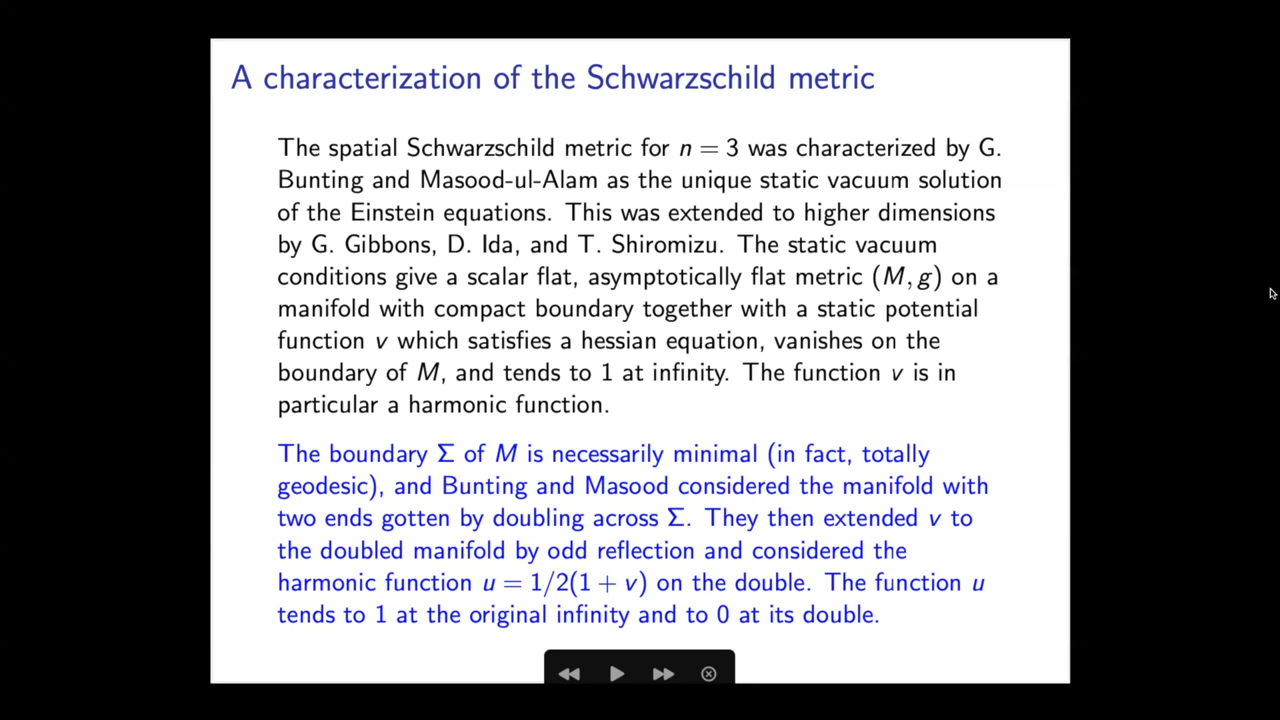 A characterization of the Schwarzschild metric
The spatial Schwarzschild metric for n = 3 was characterized by G.
Bunting and Masood-ul-Alam as the unique static vacuum solution
of the Einstein equations. This was extended to higher dimensions
by G. Gibbons, D. Ida, and T. Shiromizu. The static vacuum
conditions give a scalar flat, asymptotically flat metric (M, g) on a
manifold with compact boundary together with a static potential
function v which satisfies a hessian equation, vanishes on the
boundary of M, and tends to 1 at infinity. The function v is in
particular a harmonic function.
The boundary Σ of M is necessarily minimal (in fact, totally
geodesic), and Bunting and Masood considered the manifold with
two ends gotten by doubling across Σ. They then extended v to
the doubled manifold by odd reflection and considered the
harmonic function u = 1/2(1 + v) on the double. The function u
tends to 1 at the original infinity and to 0 at its double.